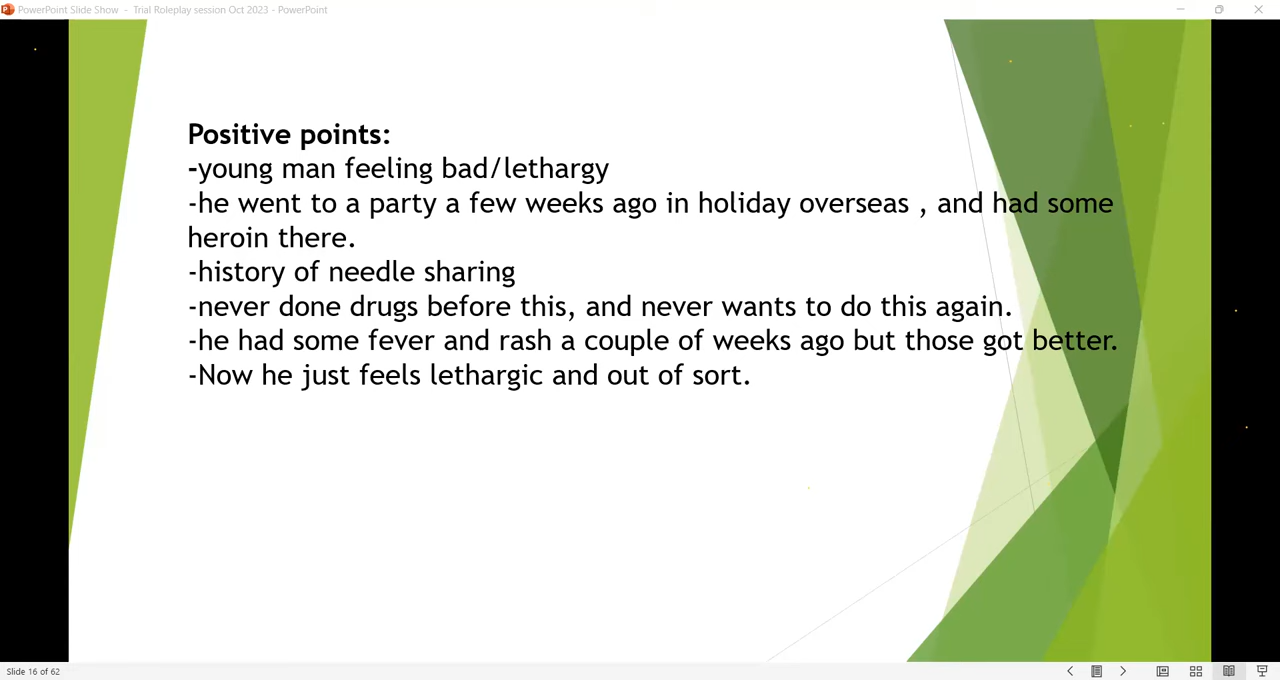 PowerPoint Slide Show - Trial Roleplay session Oct 2023 - PowerPoint
Positive points:
-young man feeling bad/lethargy
-he went to a party a few weeks ago in holiday overseas , and had some
heroin there.
-history of needle sharing
-never done drugs before this, and never wants to do this again.
-he had some fever and rash a couple of weeks ago but those got better.
-Now he just feels lethargic and out of sort.
Slide 16 of 62